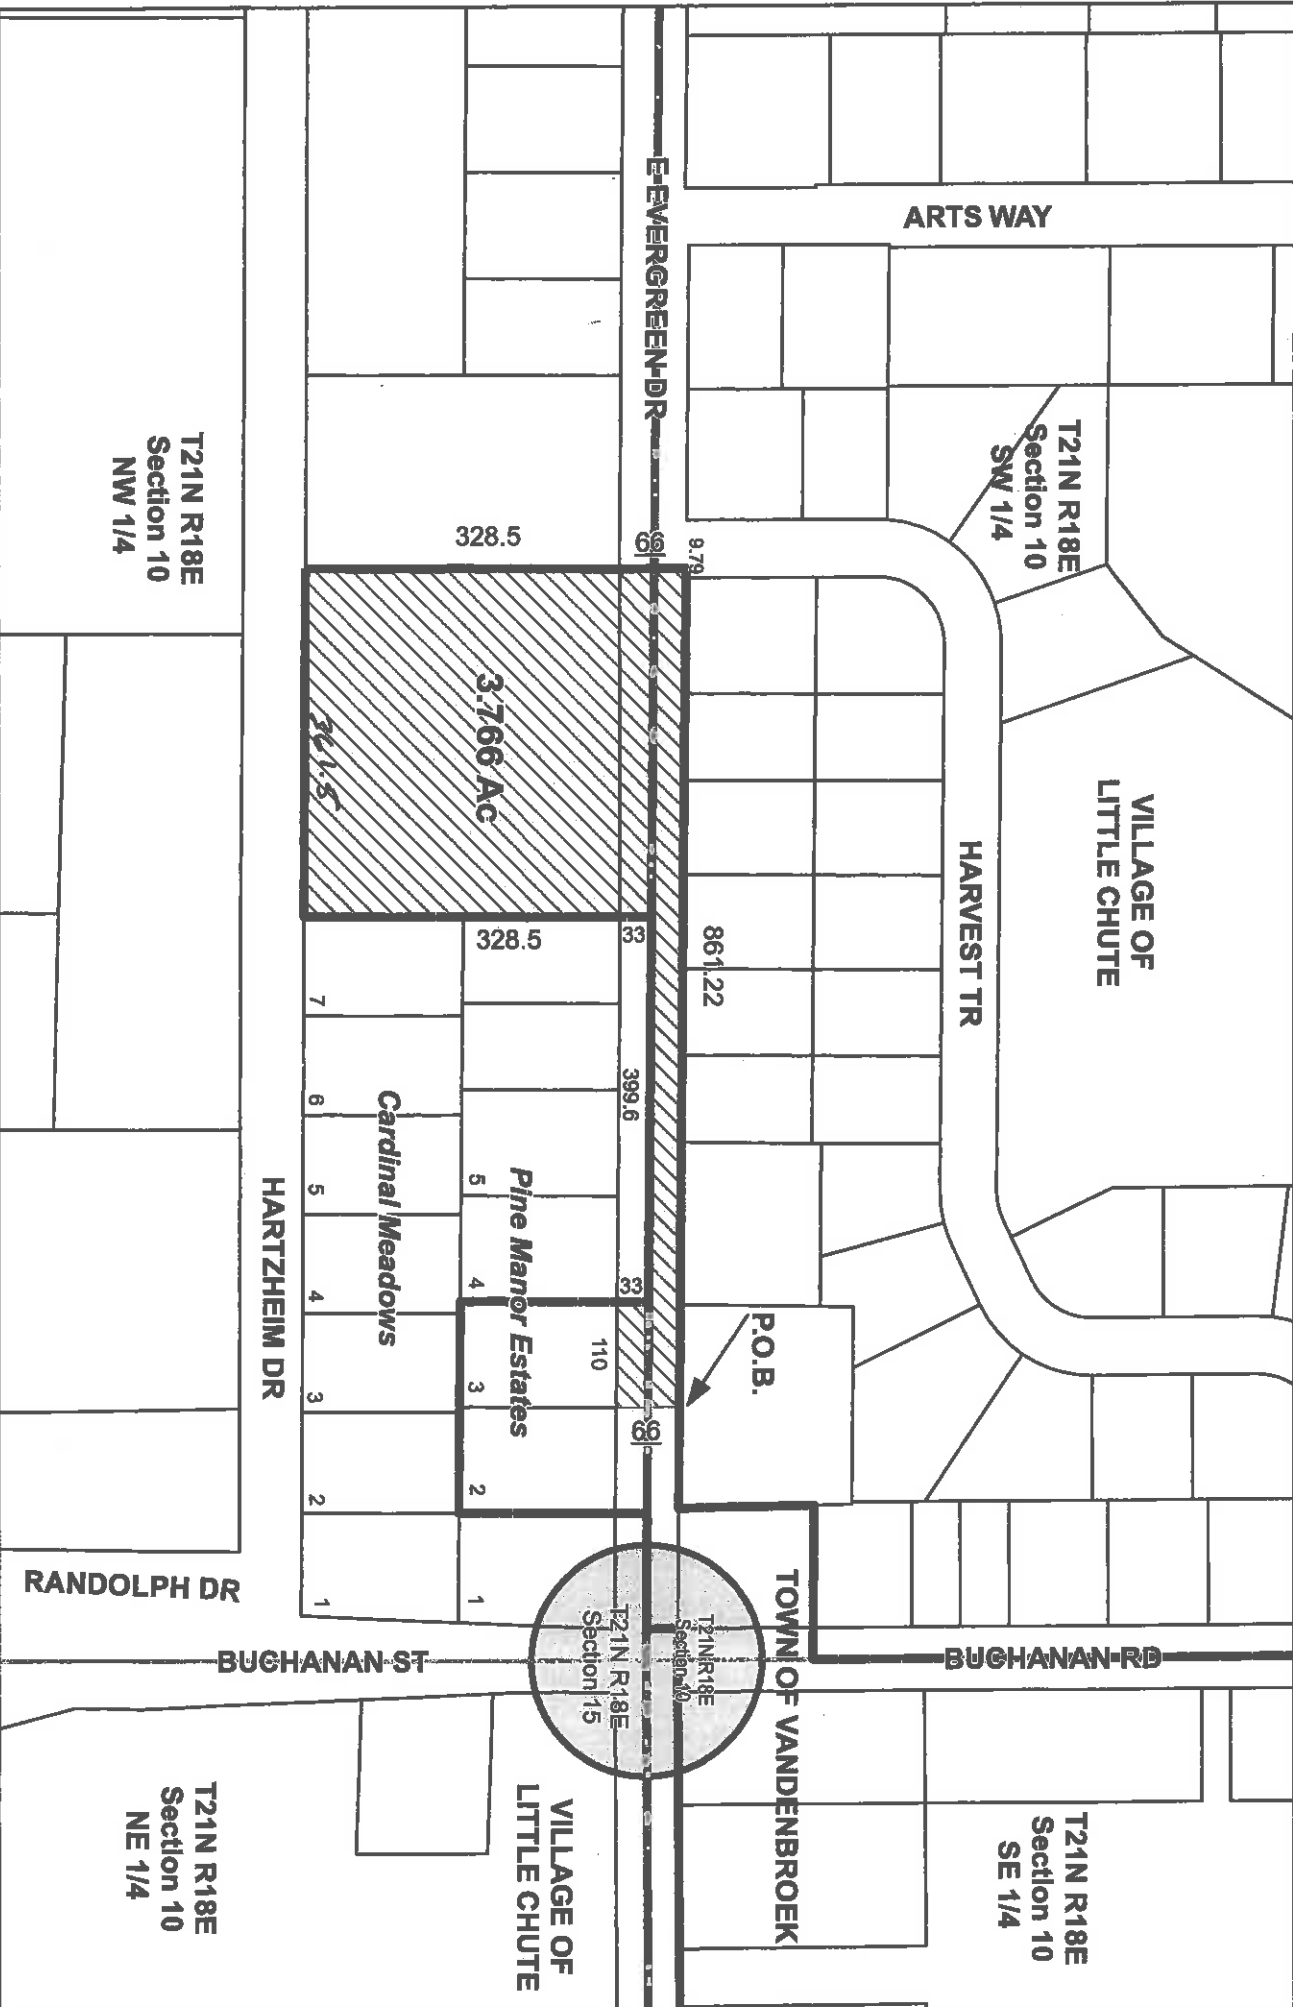 ARTS WAY
E EVERGREEN DR
T21N R18E
Section 10
SW 1/4
VILLAGE OF
LITTLE CHUTE
HARVEST TR
T21N R18E
Section 10
NW 1/4
328.5
66
9.79
3.766 Ac
361.5
861.22
328.5
33
399.6
33
110
66
P.O.B.
7
6
5
4
3
2
1
Cardinal Meadows
5
4
3
2
1
Pine Manor Estates
HARTZHEIM DR
RANDOLPH DR
BUCHANAN ST
BUCHANAN RD
T21N R18E
Section 10
T21N R18E
Section 15
TOWN OF VANDENBROEK
VILLAGE OF
LITTLE CHUTE
T21N R18E
Section 10
SE 1/4
T21N R18E
Section 10
NE 1/4